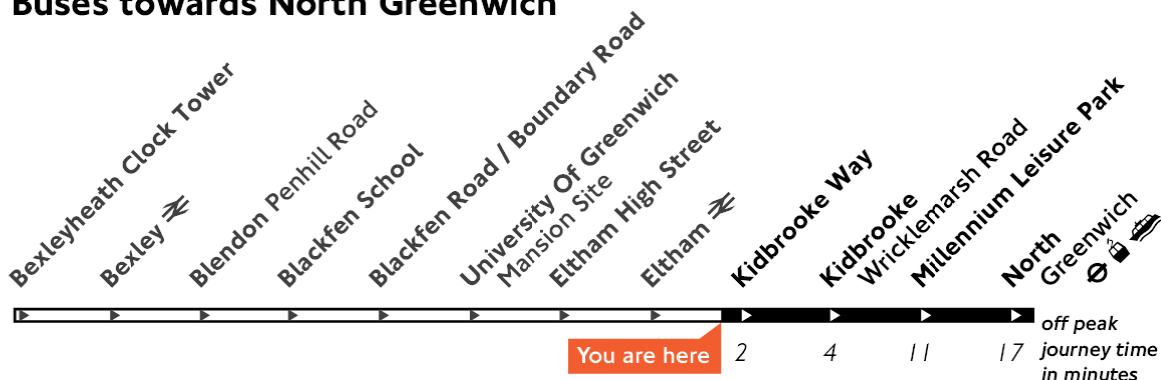 Buses towards North Greenwich
Bexleyheath Clock Tower
Bexley
Blendon Penhill Road
Blackfen School
Blackfen Road / Boundary Road
University Of Greenwich
Mansion Site
Eltham High Street
Eltham
Kidbrooke Way
Kidbrooke
Wricklemarsh Road
Millennium Leisure Park
North
Greenwich
You are here
2 4 11 17
off peak
journey time
in minutes